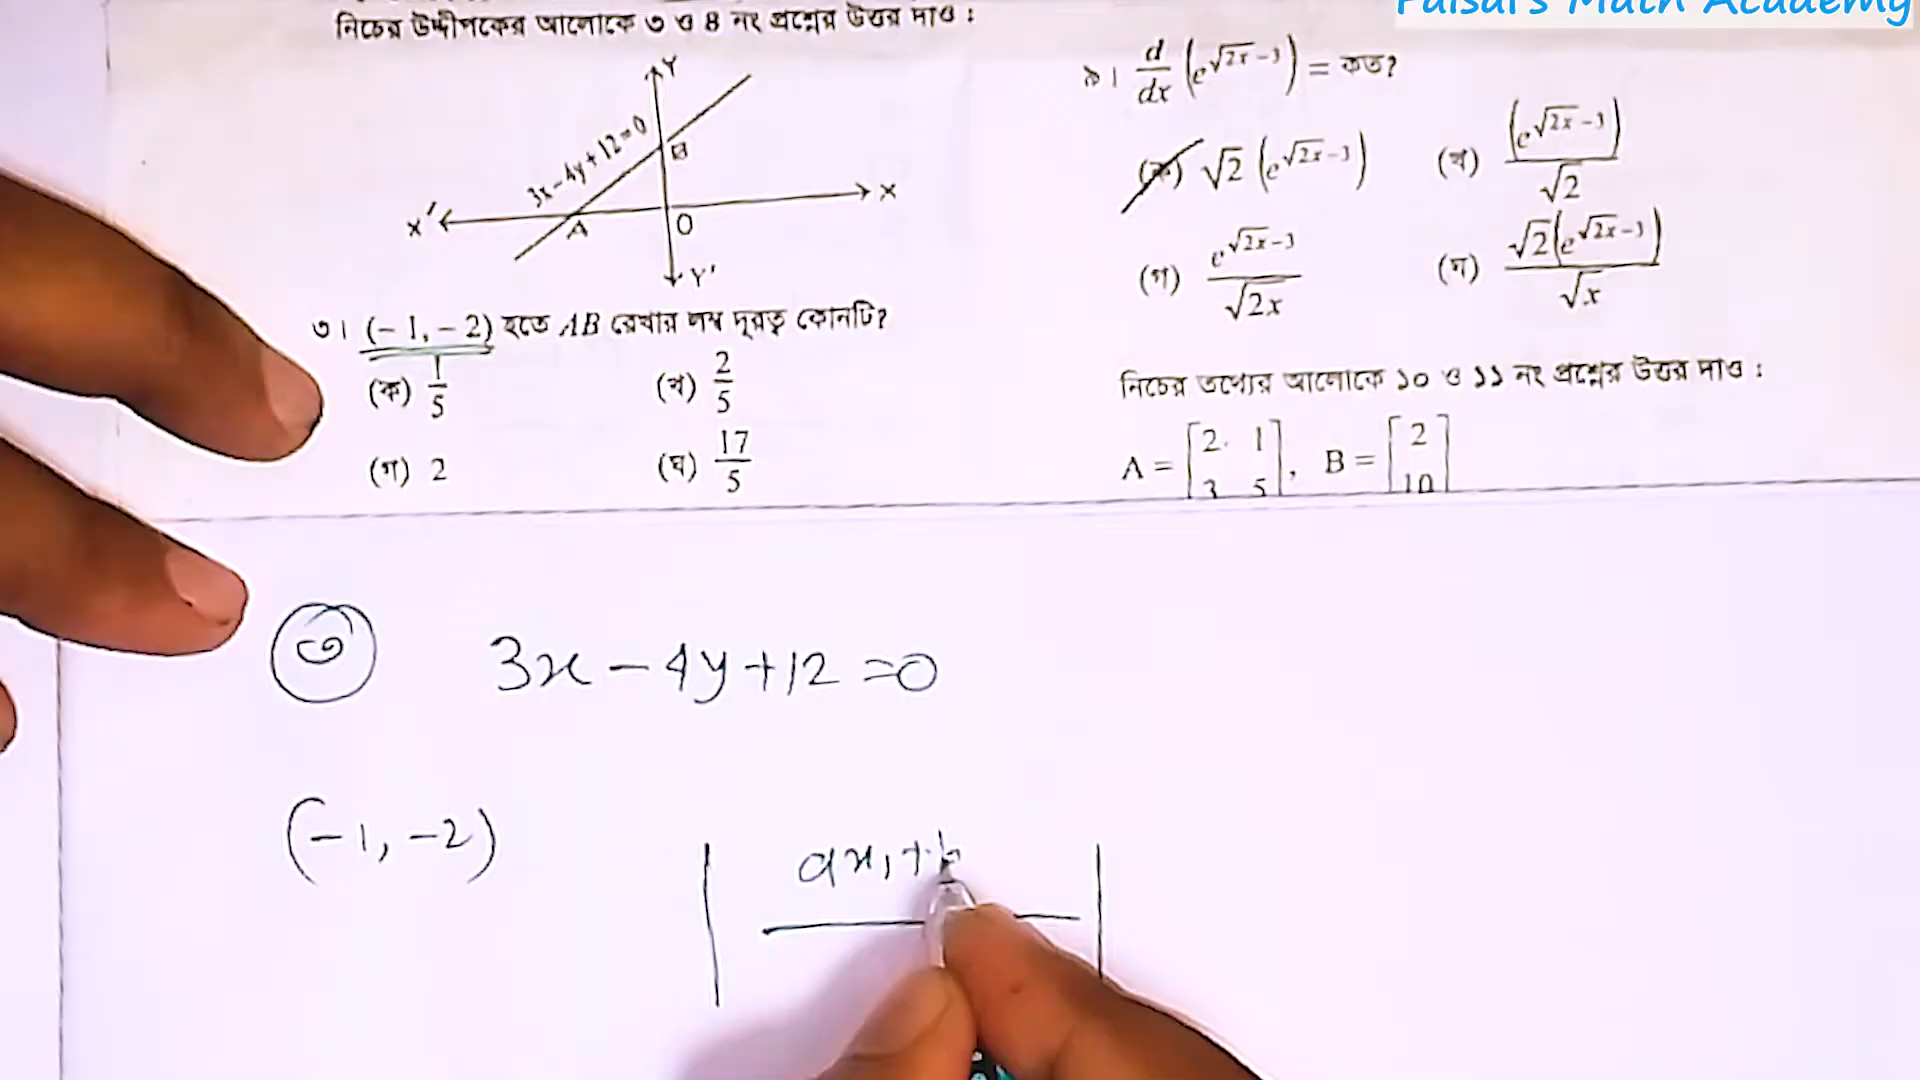 Faisal's Math Academy
নিচের উদ্দীপকের আলোকে ৩ ও ৪ নং প্রশ্নের উত্তর দাও :
Y
3x-4y+12=0
B
X'
A
O
X
Y'
৩। (-1, -2) হতে AB রেখার লম্ব দূরত্ব কোনটি?
(ক) 1/5
(খ) 2/5
(গ) 2
(ঘ) 17/5
৯। d/dx (e^√2x-3) = কত?
(ক) √2 (e^√2x-3)
(খ) (e^√2x-3)/√2
(গ) e^√2x-3/√2x
(ঘ) √2(e^√2x-3)/√x
নিচের তথ্যের আলোকে ১০ ও ১১ নং প্রশ্নের উত্তর দাও :
A = [2 1 3 5], B = [2 10]
৩ 3x-4y+12=0
(-1, -2)
ax₁+b